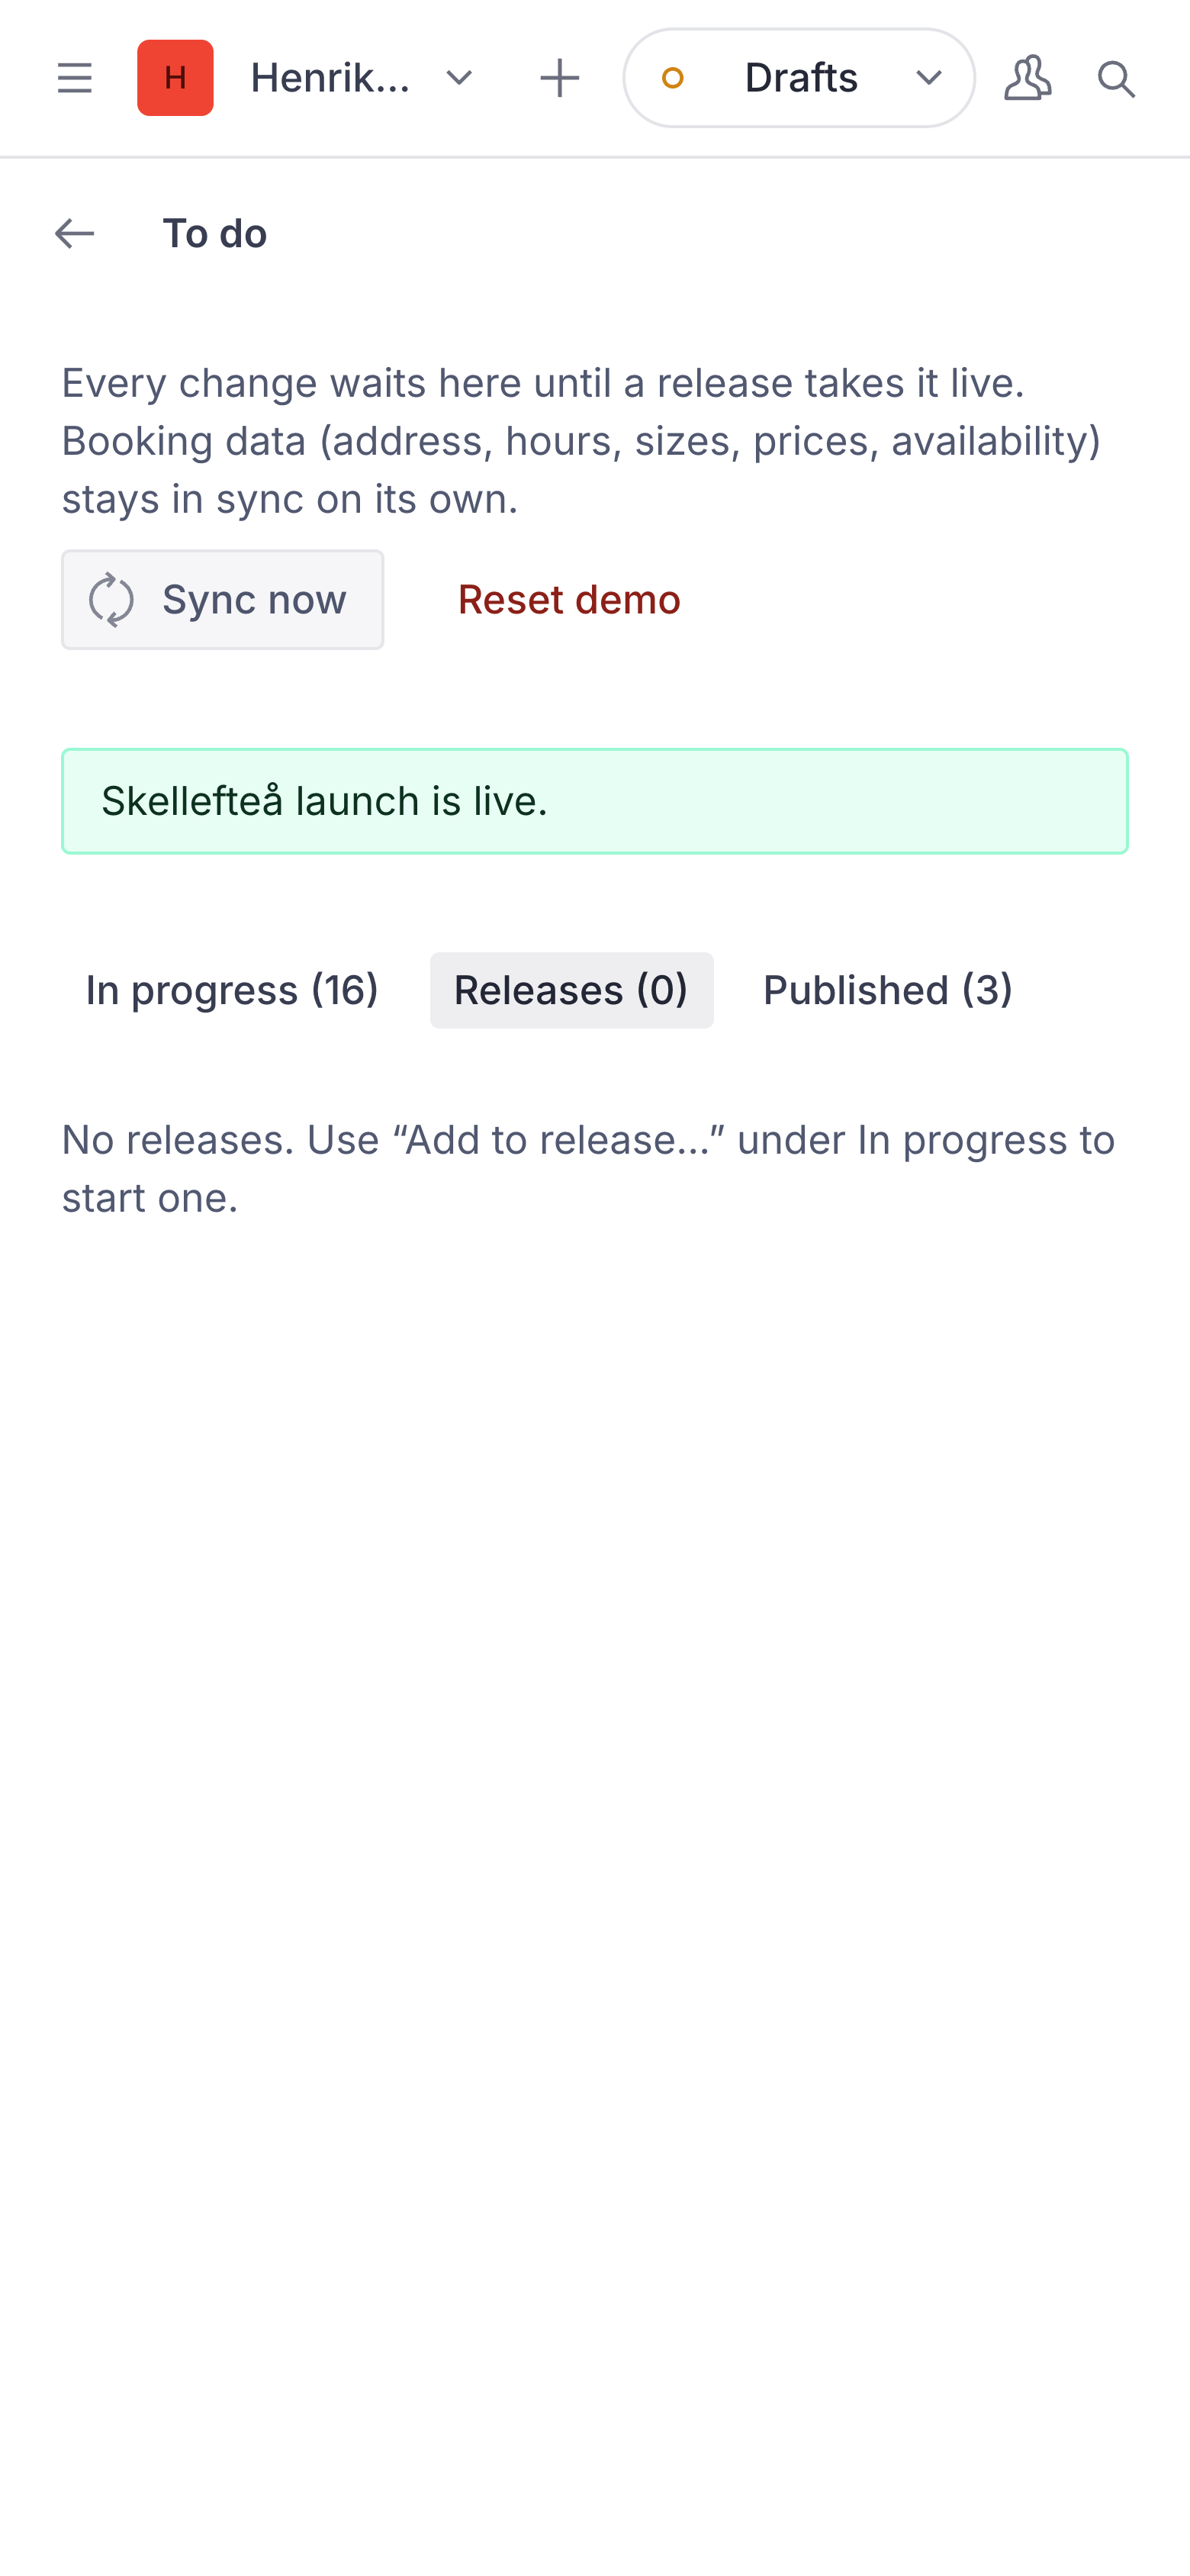 H Henrik... Drafts
To do
Every change waits here until a release takes it live.
Booking data (address, hours, sizes, prices, availability)
stays in sync on its own.
Sync now Reset demo
Skellefteå launch is live.
In progress (16) Releases (0) Published (3)
No releases. Use “Add to release...” under In progress to
start one.